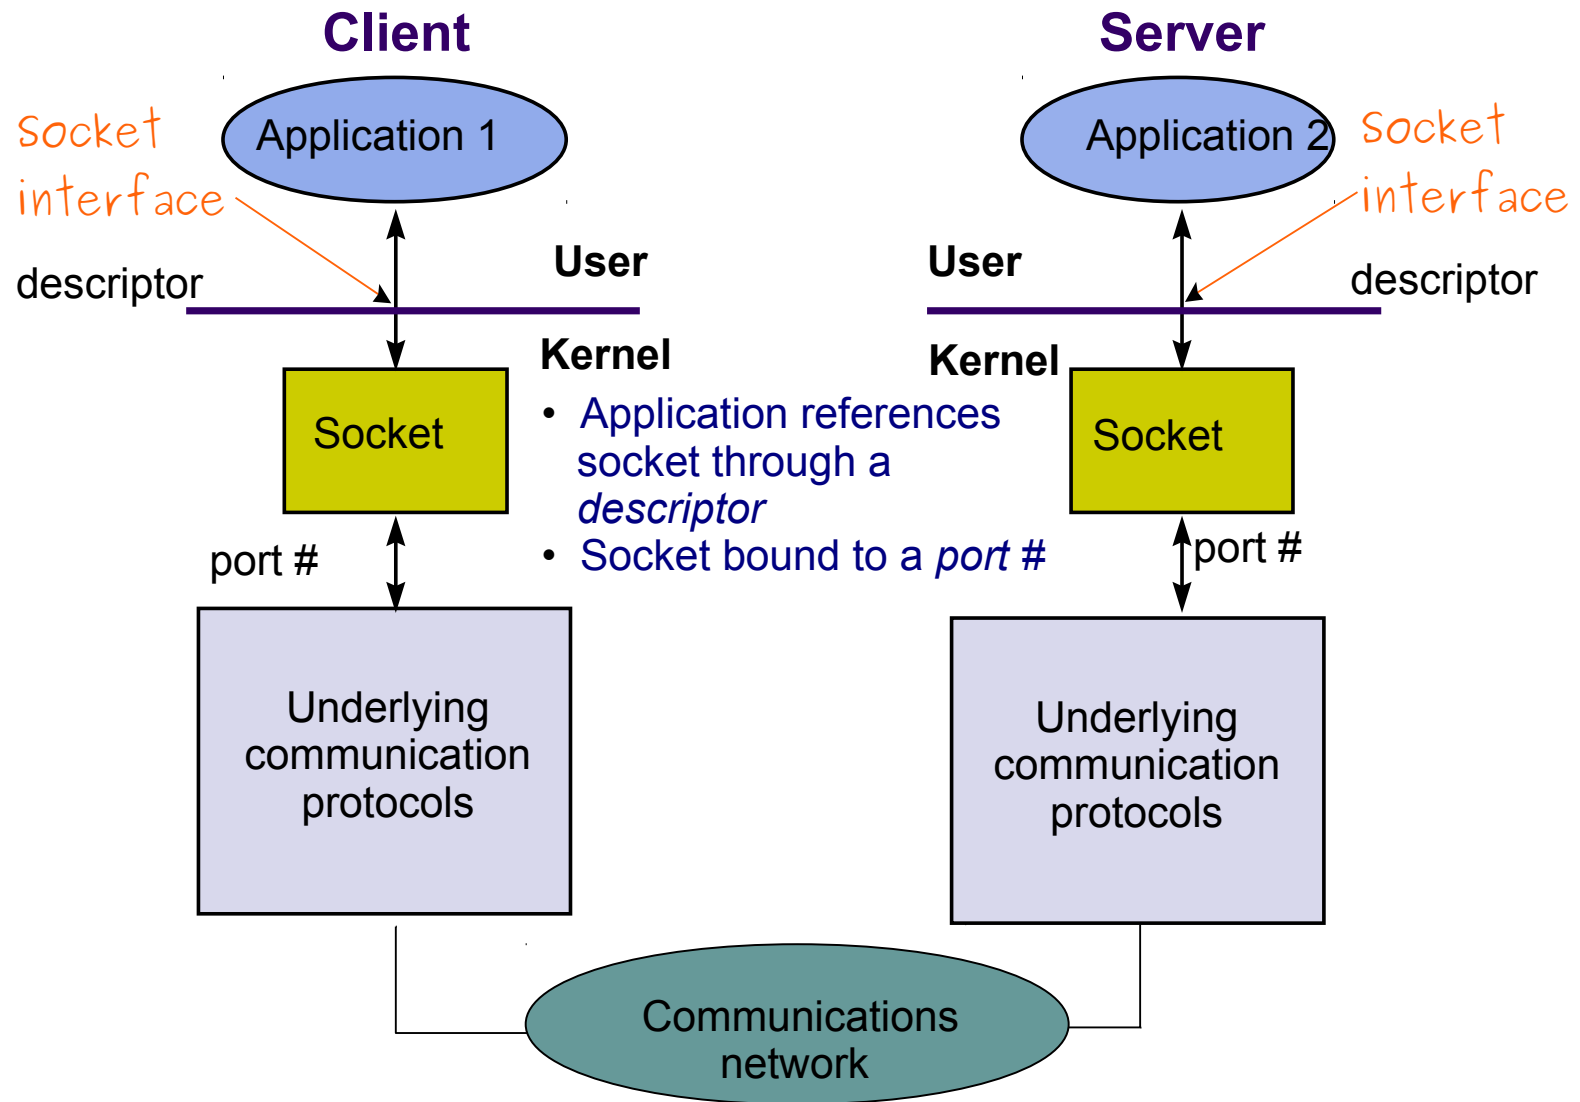 Client
Server
Socket
interface
Application 1
Application 2
Socket
interface
descriptor
User
User
descriptor
Kernel
Kernel
Socket
• Application references
socket through a
descriptor
• Socket bound to a port #
Socket
port #
port #
Underlying
communication
protocols
Underlying
communication
protocols
Communications
network